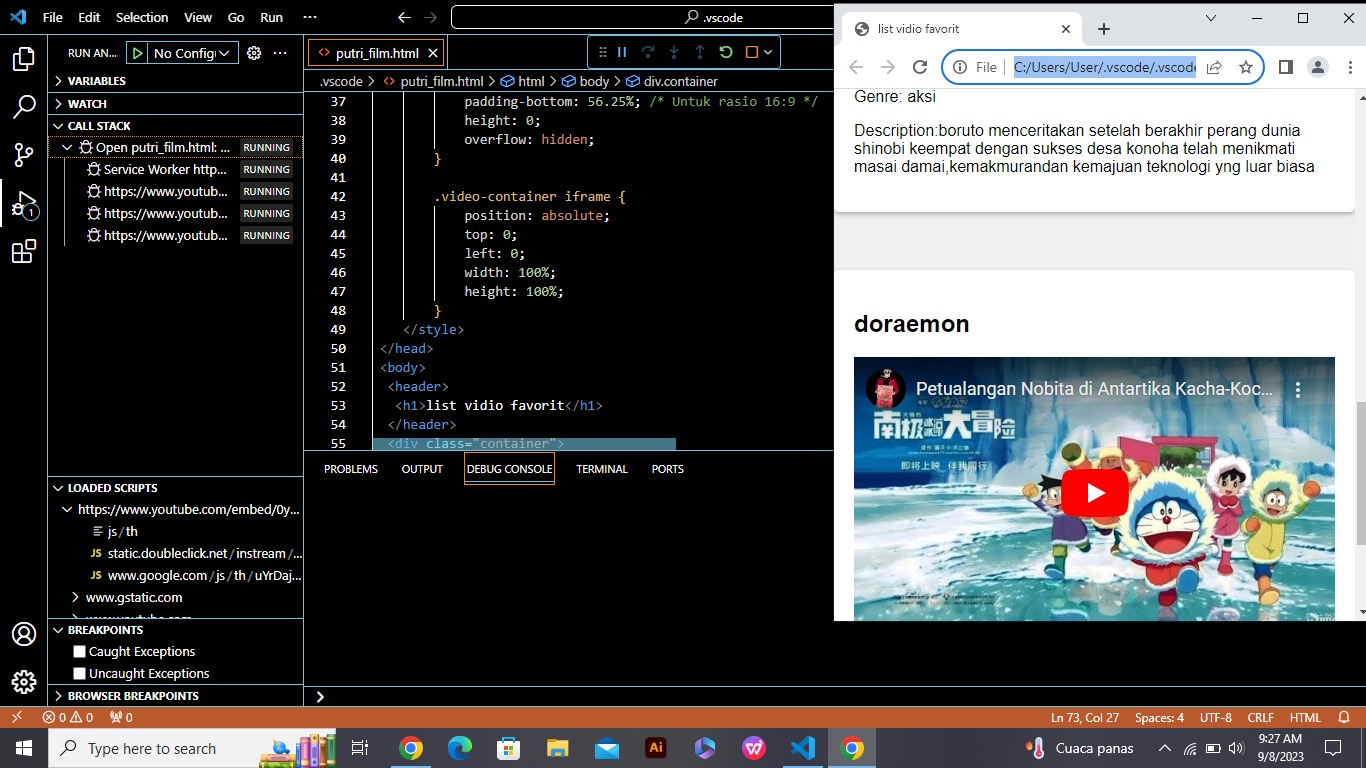 File Edit Selection View Go Run ···
.vscode
RUN AN... No Config
VARIABLES
WATCH
CALL STACK
Open putri_film.html: ... RUNNING
Service Worker http... RUNNING
https://www.youtub... RUNNING
https://www.youtub... RUNNING
https://www.youtub... RUNNING
1
LOADED SCRIPTS
https://www.youtube.com/embed/0y...
js/th
JS static.doubleclick.net/instream/...
JS www.google.com/js/th/uYrDaj...
www.gstatic.com
BREAKPOINTS
Caught Exceptions
Uncaught Exceptions
BROWSER BREAKPOINTS
putri_film.html
.vscode > putri_film.html > html > body > div.container
37 padding-bottom: 56.25%; /* Untuk rasio 16:9 */
38 height: 0;
39 overflow: hidden;
40 }
41
42 .video-container iframe {
43 position: absolute;
44 top: 0;
45 left: 0;
46 width: 100%;
47 height: 100%;
48 }
49 </style>
50 </head>
51 <body>
52 <header>
53 <h1>list vidio favorit</h1>
54 </header>
55 <div class="container">
PROBLEMS OUTPUT DEBUG CONSOLE TERMINAL PORTS
list vidio favorit
File C:/Users/User/.vscode/.vscode
Genre: aksi
Description:boruto menceritakan setelah berakhir perang dunia
shinobi keempat dengan sukses desa konoha telah menikmati
masai damai,kemakmurandan kemajuan teknologi yng luar biasa
doraemon
Petualangan Nobita di Antartika Kacha-Koc...
南极冰冰凉大冒险
即将上映 伴我同行
0 0 0
Ln 73, Col 27 Spaces: 4 UTF-8 CRLF HTML
Type here to search
Ai
Cuaca panas
9:27 AM
9/8/2023